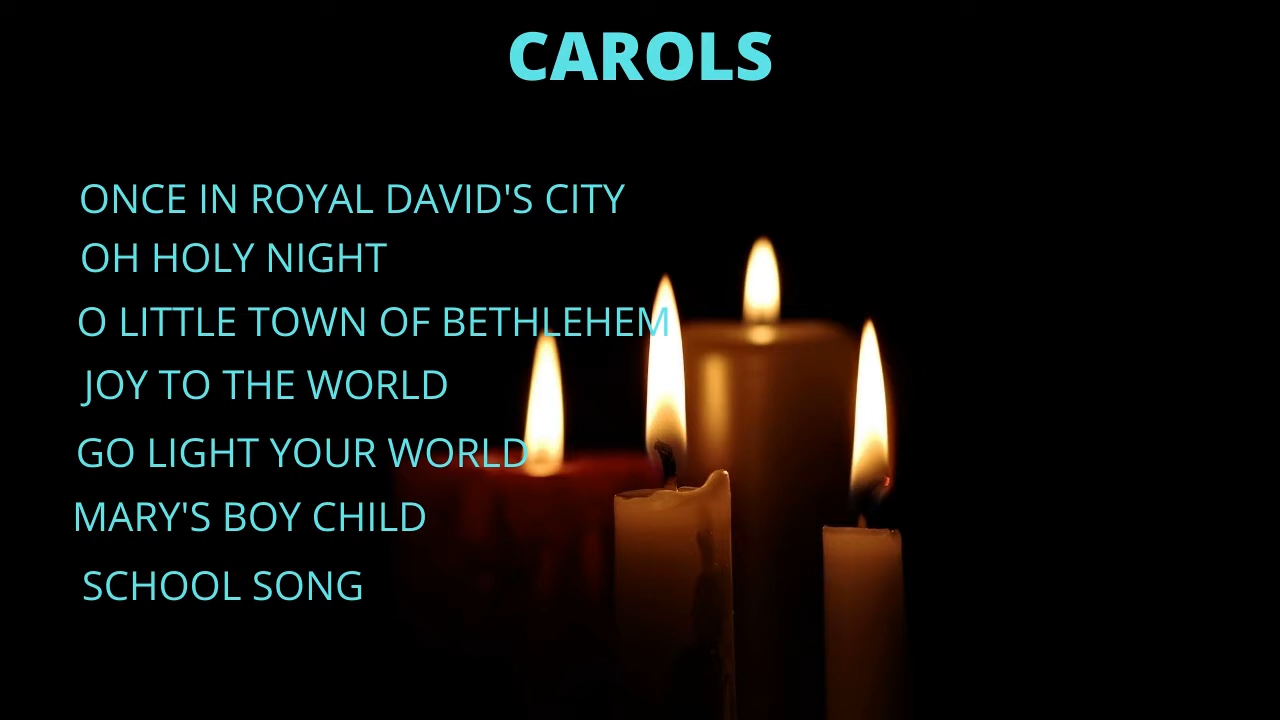 CAROLS
ONCE IN ROYAL DAVID'S CITY
OH HOLY NIGHT
O LITTLE TOWN OF BETHLEHEM
JOY TO THE WORLD
GO LIGHT YOUR WORLD
MARY'S BOY CHILD
SCHOOL SONG